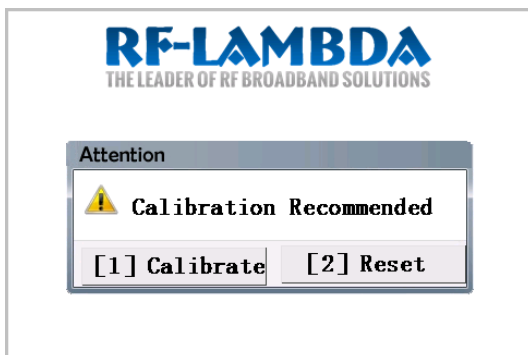 RF-LAMBDA
THE LEADER OF RF BROADBAND SOLUTIONS
Attention
Calibration Recommended
[1] Calibrate
[2] Reset